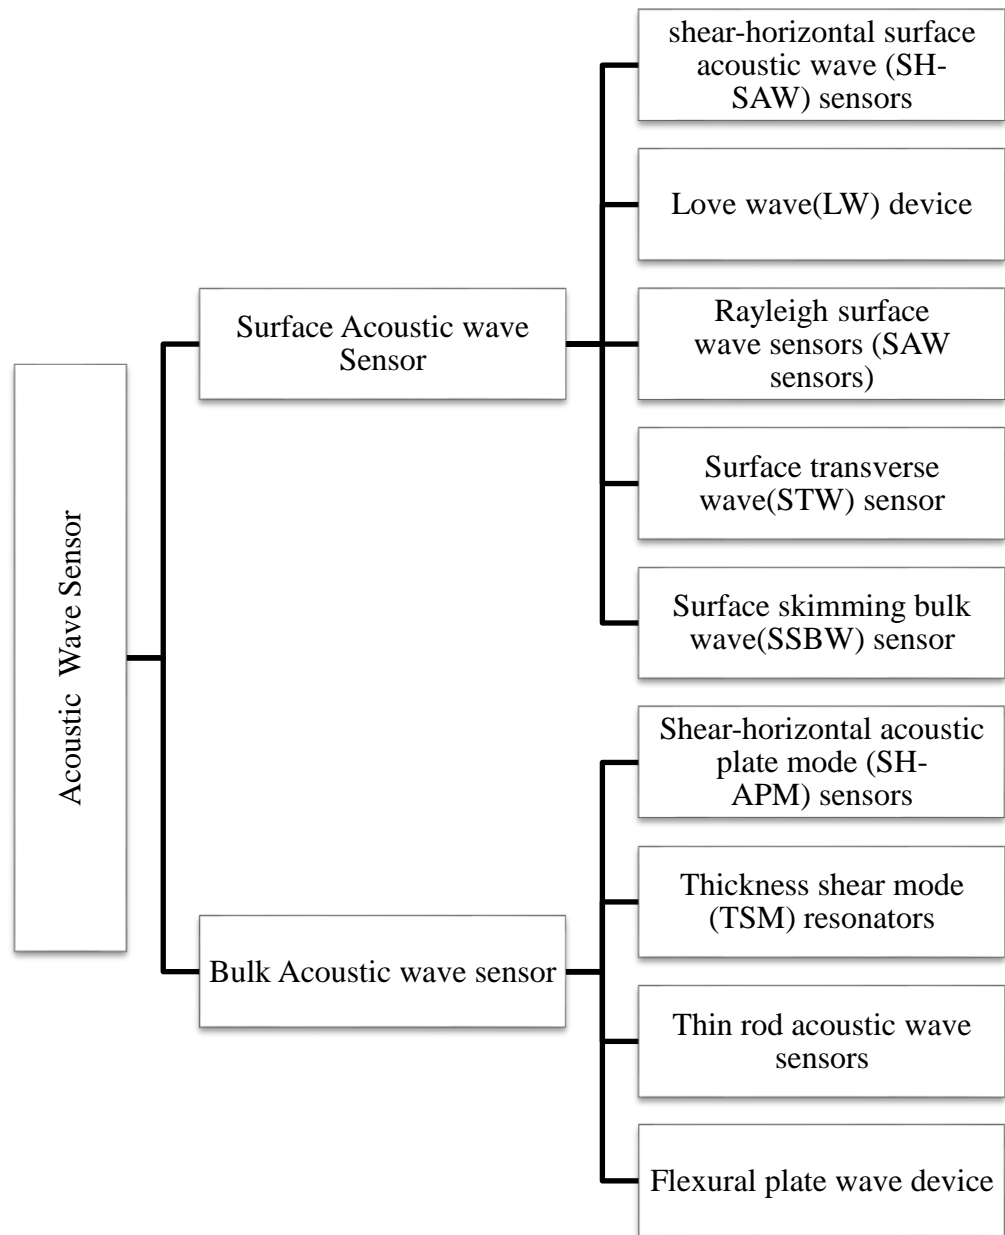 Acoustic Wave Sensor
Surface Acoustic wave
Sensor
shear-horizontal surface
acoustic wave (SH-
SAW) sensors
Love wave(LW) device
Rayleigh surface
wave sensors (SAW
sensors)
Surface transverse
wave(STW) sensor
Surface skimming bulk
wave(SSBW) sensor
Bulk Acoustic wave sensor
Shear-horizontal acoustic
plate mode (SH-
APM) sensors
Thickness shear mode
(TSM) resonators
Thin rod acoustic wave
sensors
Flexural plate wave device